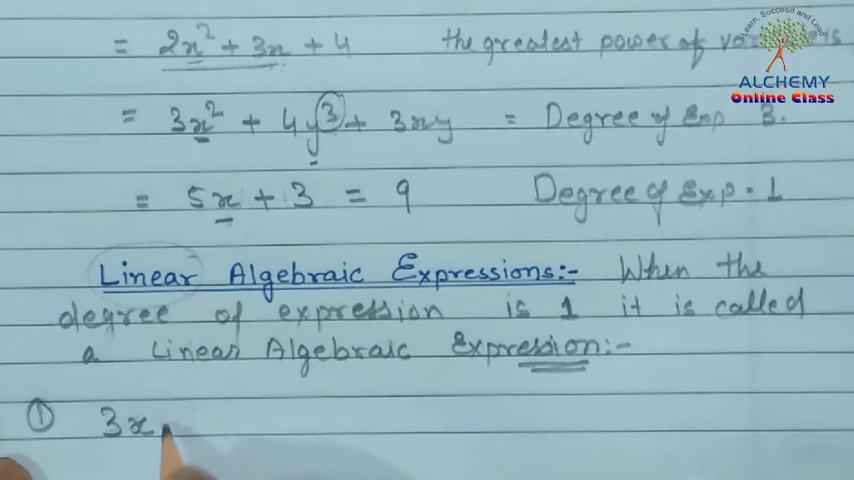 = 2x² + 3x + 4 the greatest power of
Learn, Succeed and Lead
ALCHEMY
Online Class
= 3x² + 4y³ + 3xy = Degree of Exp 3.
= 5x + 3 = 9 Degree of Exp. 1
Linear Algebraic Expressions:- When the
degree of expression is 1 it is called
a Linear Algebraic Expression:-
① 3x